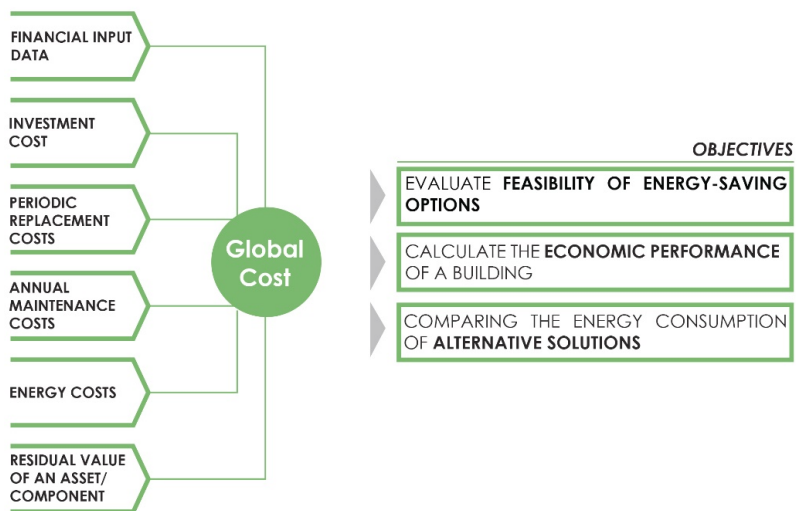 FINANCIAL INPUT
DATA
INVESTMENT
COST
PERIODIC
REPLACEMENT
COSTS
ANNUAL
MAINTENANCE
COSTS
ENERGY COSTS
RESIDUAL VALUE
OF AN ASSET/
COMPONENT
Global
Cost
OBJECTIVES
EVALUATE FEASIBILITY OF ENERGY-SAVING
OPTIONS
CALCULATE THE ECONOMIC PERFORMANCE
OF A BUILDING
COMPARING THE ENERGY CONSUMPTION
OF ALTERNATIVE SOLUTIONS